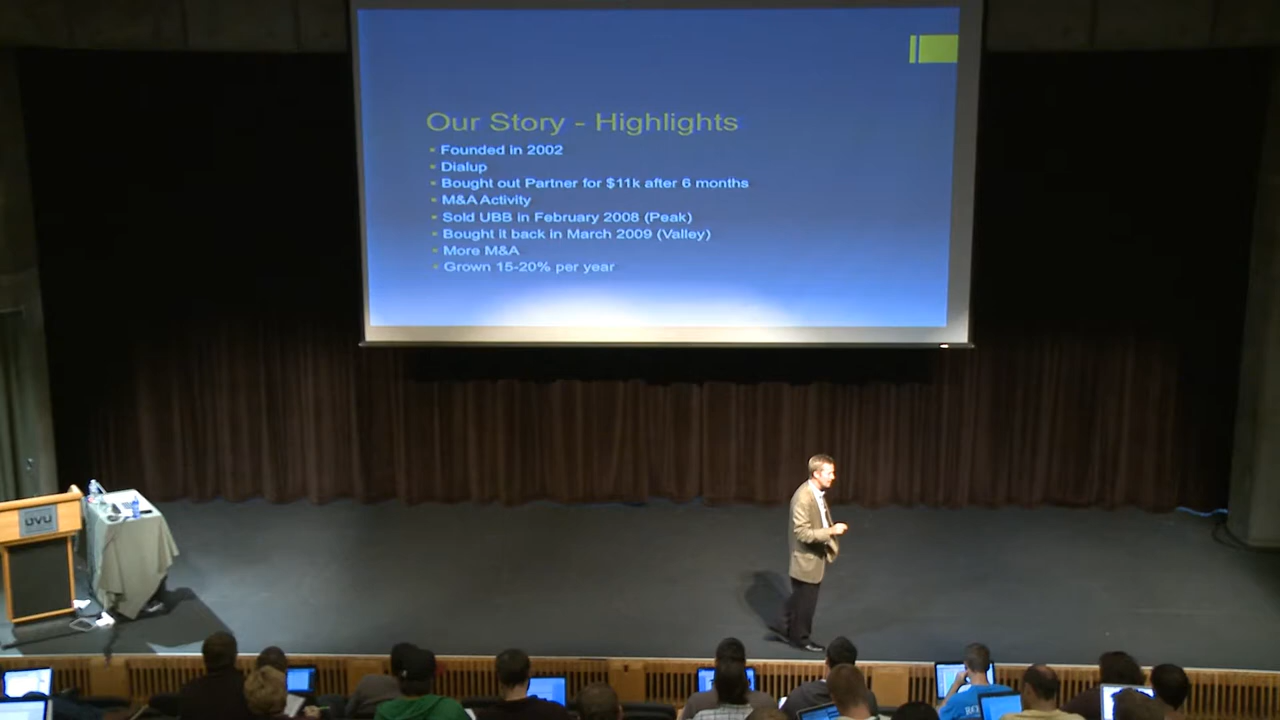 Our Story - Highlights
Founded in 2002
Dialup
Bought out Partner for $11k after 6 months
M&A Activity
Sold UBB in February 2008 (Peak)
Bought it back in March 2009 (Valley)
More M&A
Grown 15-20% per year
UVU